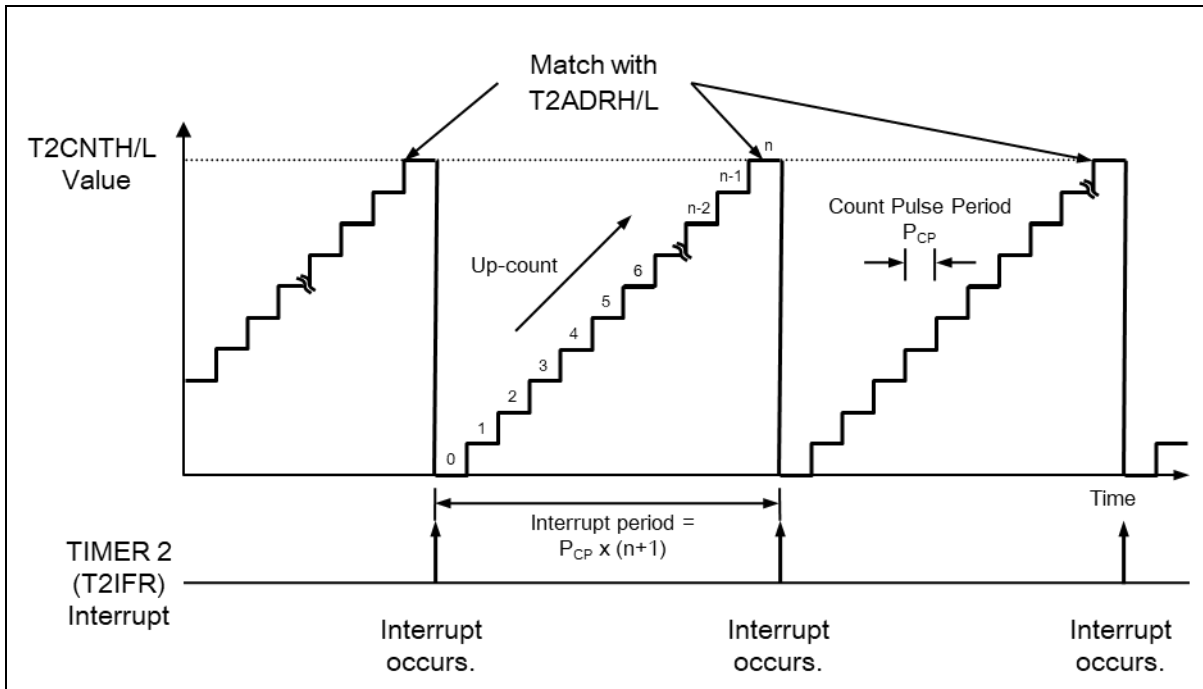 Match with
T2ADRH/L
T2CNTH/L
Value
n
n-1
n-2
Count Pulse Period
PCP
Up-count
6
5
4
3
2
1
0
Time
Interrupt period =
PCP x (n+1)
TIMER 2
(T2IFR)
Interrupt
Interrupt
occurs.
Interrupt
occurs.
Interrupt
occurs.